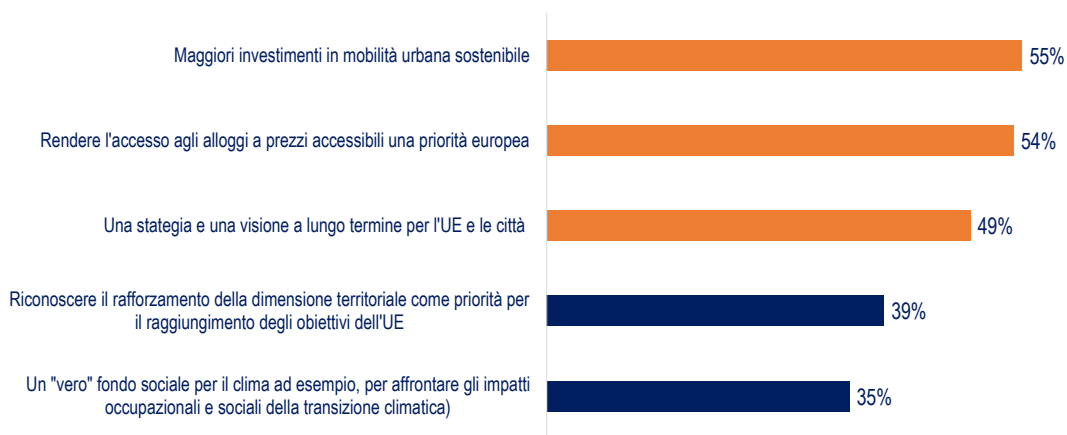 Maggiori investimenti in mobilità urbana sostenibile
55%
Rendere l'accesso agli alloggi a prezzi accessibili una priorità europea
54%
Una stategia e una visione a lungo termine per l'UE e le città
49%
Riconoscere il rafforzamento della dimensione territoriale come priorità per
il raggiungimento degli obiettivi dell'UE
39%
Un "vero" fondo sociale per il clima ad esempio, per affrontare gli impatti
occupazionali e sociali della transizione climatica)
35%